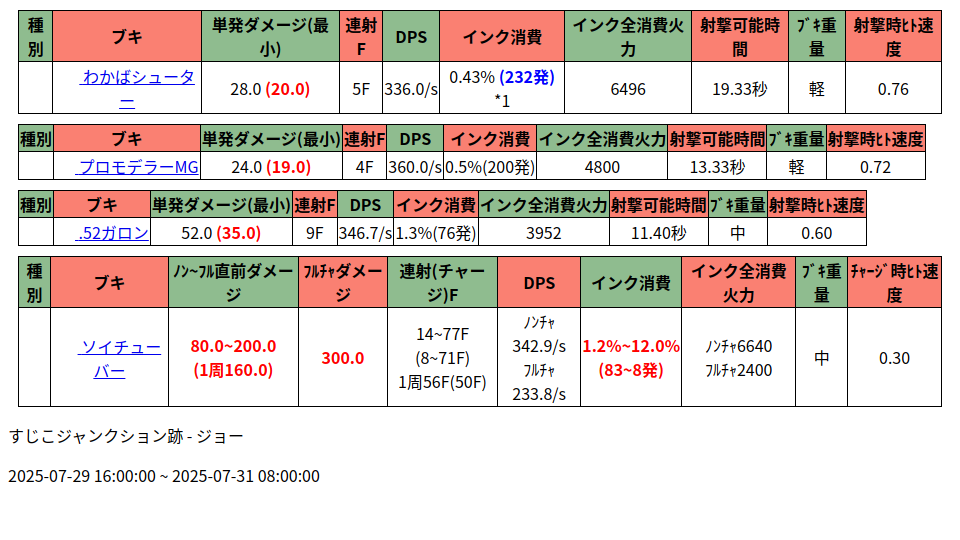 種別 ブキ 単発ダメージ(最小) 連射F DPS インク消費 インク全消費火力 射撃可能時間 ﾌﾞｷ重量 射撃時ﾋﾄ速度
わかばシューター 28.0 (20.0) 5F 336.0/s 0.43% (232発) *1 6496 19.33秒 軽 0.76
種別 ブキ 単発ダメージ(最小) 連射F DPS インク消費 インク全消費火力 射撃可能時間 ﾌﾞｷ重量 射撃時ﾋﾄ速度
プロモデラーMG 24.0 (19.0) 4F 360.0/s 0.5%(200発) 4800 13.33秒 軽 0.72
種別 ブキ 単発ダメージ(最小) 連射F DPS インク消費 インク全消費火力 射撃可能時間 ﾌﾞｷ重量 射撃時ﾋﾄ速度
.52ガロン 52.0 (35.0) 9F 346.7/s 1.3%(76発) 3952 11.40秒 中 0.60
種別 ブキ ﾉﾝ~ﾌﾙ直前ダメージ ﾌﾙﾁｬダメージ 連射(チャージ)F DPS インク消費 インク全消費火力 ﾌﾞｷ重量 ﾁｬｰｼﾞ時ﾋﾄ速度
ソイチューバー 80.0~200.0 (1周160.0) 300.0 14~77F (8~71F) 1周56F(50F) ﾉﾝﾁｬ 342.9/s ﾌﾙﾁｬ 233.8/s 1.2%~12.0% (83~8発) ﾉﾝﾁｬ6640 ﾌﾙﾁｬ2400 中 0.30
すじこジャンクション跡 - ジョー
2025-07-29 16:00:00 ~ 2025-07-31 08:00:00